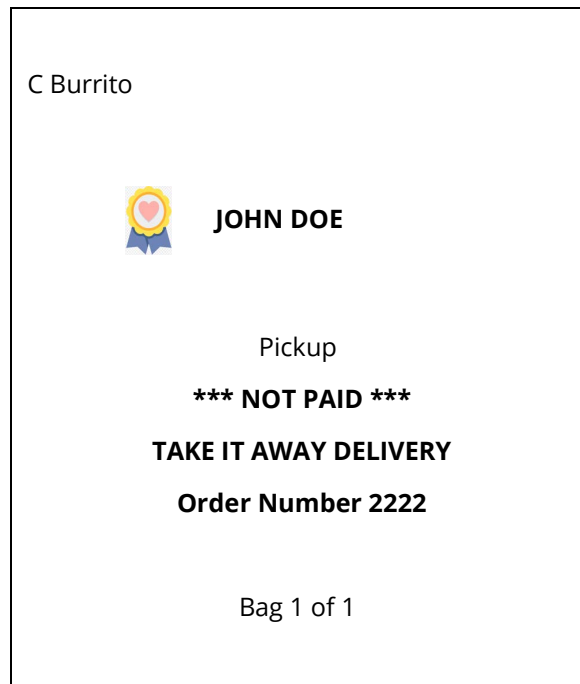 C Burrito
JOHN DOE
Pickup
*** NOT PAID ***
TAKE IT AWAY DELIVERY
Order Number 2222
Bag 1 of 1